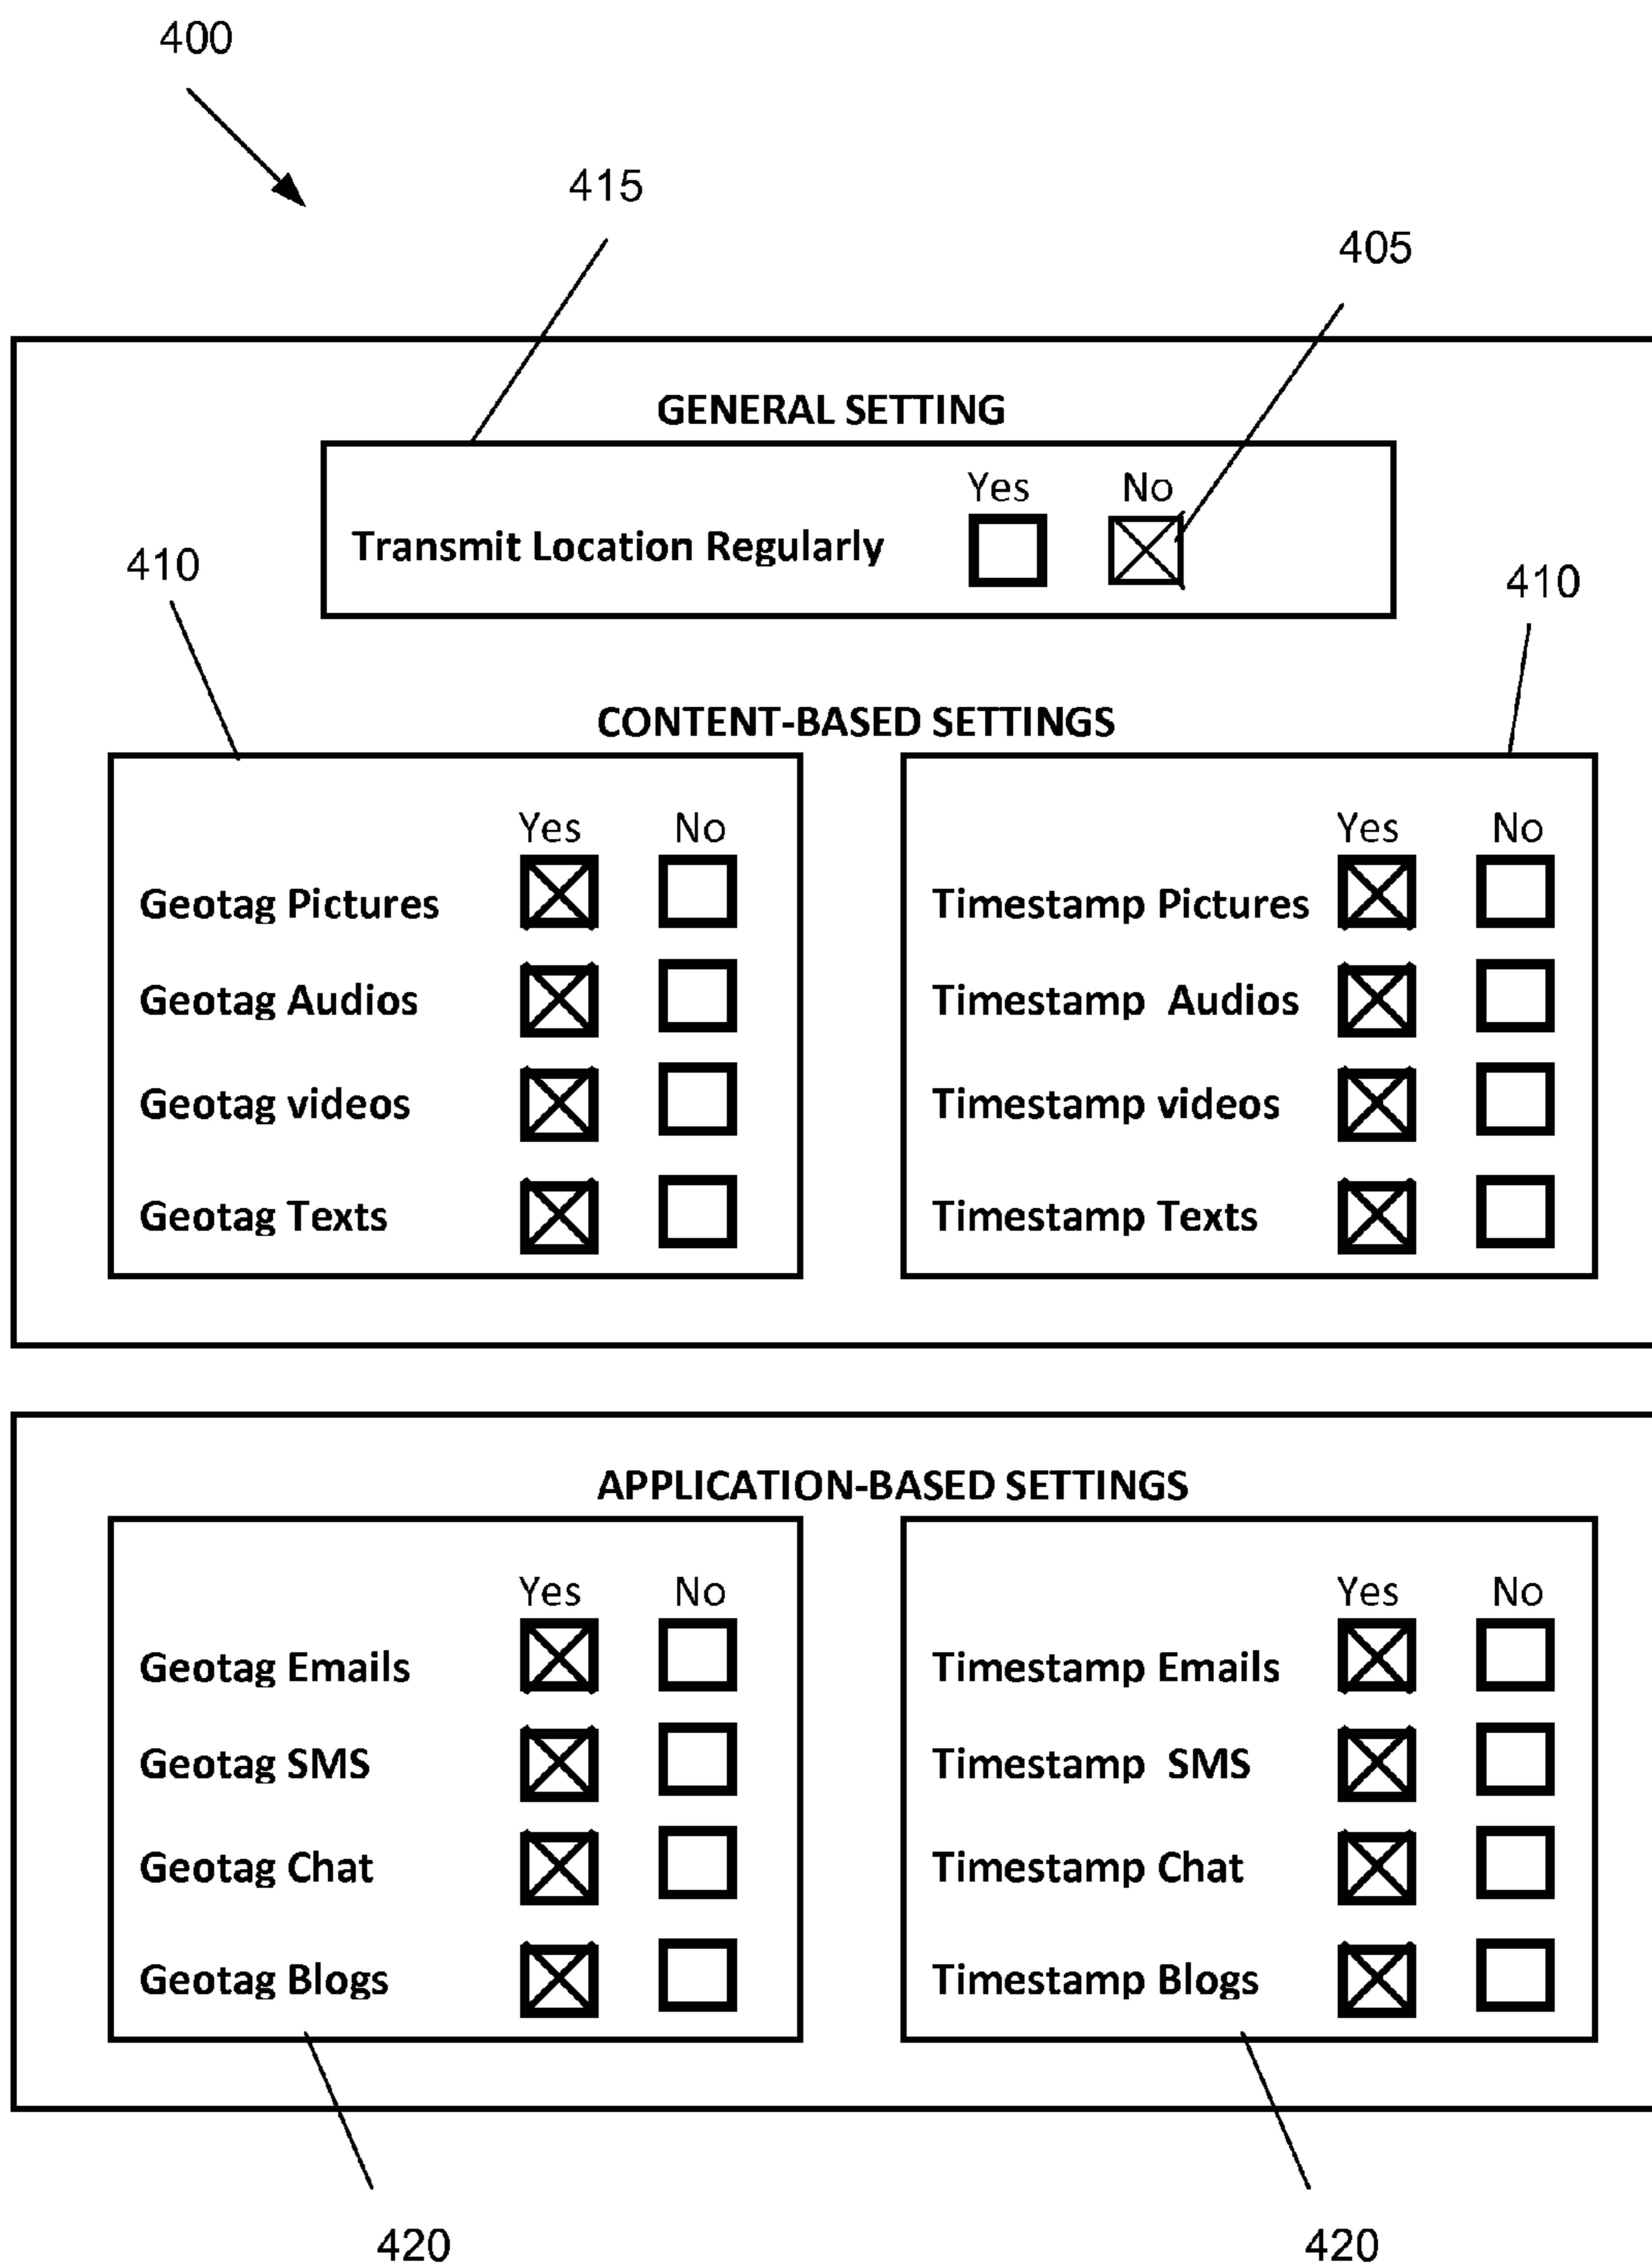 400
415
405
GENERAL SETTING
Yes No
Transmit Location Regularly
410
410
CONTENT-BASED SETTINGS
Yes No
Geotag Pictures
Geotag Audios
Geotag videos
Geotag Texts
Yes No
Timestamp Pictures
Timestamp Audios
Timestamp videos
Timestamp Texts
APPLICATION-BASED SETTINGS
Yes No
Geotag Emails
Geotag SMS
Geotag Chat
Geotag Blogs
Yes No
Timestamp Emails
Timestamp SMS
Timestamp Chat
Timestamp Blogs
420
420